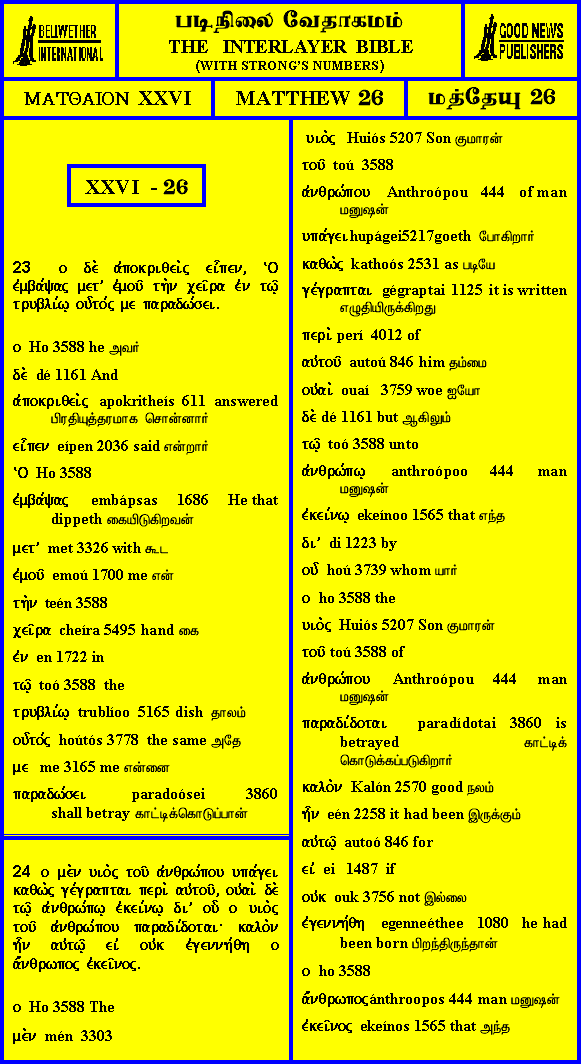 BELLWETHER
INTERNATIONAL
படிநிலை வேதாகமம்
THE INTERLAYER BIBLE
(WITH STRONG'S NUMBERS)
GOOD NEWS
PUBLISHERS
ΜΑΤΘΑΙΟΝ XXVI
MATTHEW 26
மத்தேயு 26
XXVI - 26
23 ο δὲ ἀποκριθεὶς εἶπεν, Ὁ
ἐμβάψας μετ' ἐμοῦ τὴν χεῖρα ἐν τῷ
τρυβλίῳ οὗτός με παραδώσει.
ο Ho 3588 he அவர்
δὲ dé 1161 And
ἀποκριθεὶς apokritheís 611 answered
பிரதியுத்தரமாக சொன்னார்
εἶπεν eípen 2036 said என்றார்
Ὁ Ho 3588
ἐμβάψας embápsas 1686 He that
dippeth கையிடுகிறவன்
μετ' met 3326 with கூட
ἐμοῦ emoú 1700 me என்
τὴν teén 3588
χεῖρα cheíra 5495 hand கை
ἐν en 1722 in
τῷ toó 3588 the
τρυβλίῳ trublíoo 5165 dish தாலம்
οὗτός hoútós 3778 the same அதே
με me 3165 me என்னை
παραδώσει paradoósei 3860
shall betray காட்டிக்கொடுப்பான்
24 ο μὲν υιὸς τοῦ ἀνθρώπου υπάγει
καθὼς γέγραπται περὶ αὐτοῦ, οὐαὶ δὲ
τῷ ἀνθρώπῳ ἐκείνῳ δι' οὗ ο υιὸς
τοῦ ἀνθρώπου παραδίδοται· καλὸν
ἦν αὐτῷ εἰ οὐκ ἐγεννήθη ο
ἄνθρωπος ἐκεῖνος.
ο Ho 3588 The
μὲν mén 3303
υιὸς Huiós 5207 Son குமாரன்
τοῦ toú 3588
ἀνθρώπου Anthroópou 444 of man
மனுஷன்
υπάγει hupágei5217goeth போகிறார்
καθὼς kathoós 2531 as படியே
γέγραπται gégraptai 1125 it is written
எழுதியிருக்கிறது
περὶ perí 4012 of
αὐτοῦ autoú 846 him தம்மை
οὐαὶ ouaí 3759 woe ஐயோ
δὲ dé 1161 but ஆகிலும்
τῷ toó 3588 unto
ἀνθρώπῳ anthroópoo 444 man
மனுஷன்
ἐκείνῳ ekeínoo 1565 that எந்த
δι' di 1223 by
οὗ hoú 3739 whom யார்
ο ho 3588 the
υιὸς Huiós 5207 Son குமாரன்
τοῦ toú 3588 of
ἀνθρώπου Anthroópou 444 man
மனுஷன்
παραδίδοται paradídotai 3860 is
betrayed காட்டிக்
கொடுக்கப்படுகிறார்
καλὸν Kalón 2570 good நலம்
ἦν eén 2258 it had been இருக்கும்
αὐτῷ autoó 846 for
εἰ ei 1487 if
οὐκ ouk 3756 not இல்லை
ἐγεννήθη egenneéthee 1080 he had
been born பிறந்திருந்தான்
ο ho 3588
ἄνθρωπος ánthroopos 444 man மனுஷன்
ἐκεῖνος ekeínos 1565 that அந்த